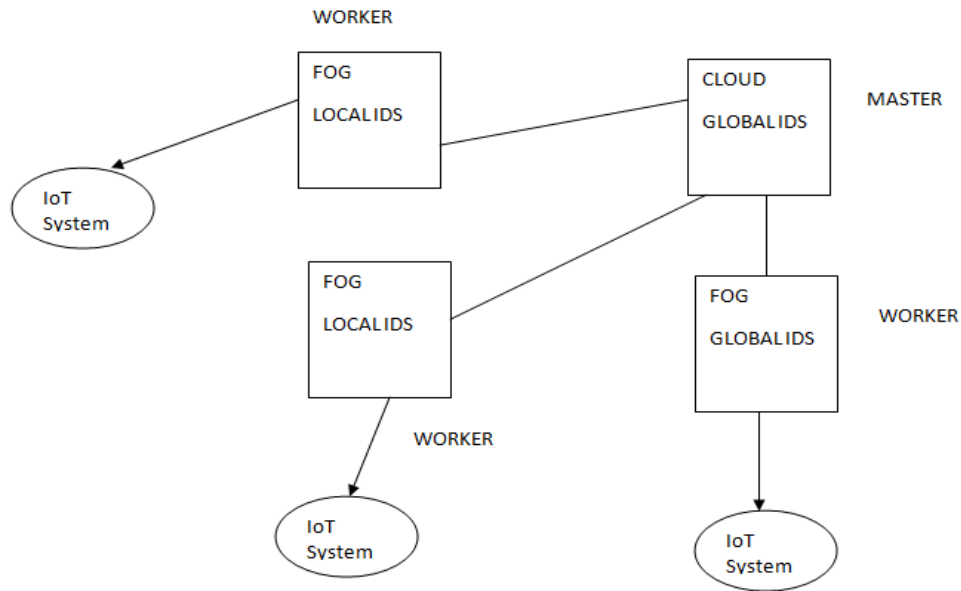 WORKER
FOG
LOCALIDS
CLOUD
GLOBALIDS
MASTER
IoT
System
FOG
LOCALIDS
FOG
GLOBALIDS
WORKER
WORKER
IoT
System
IoT
System